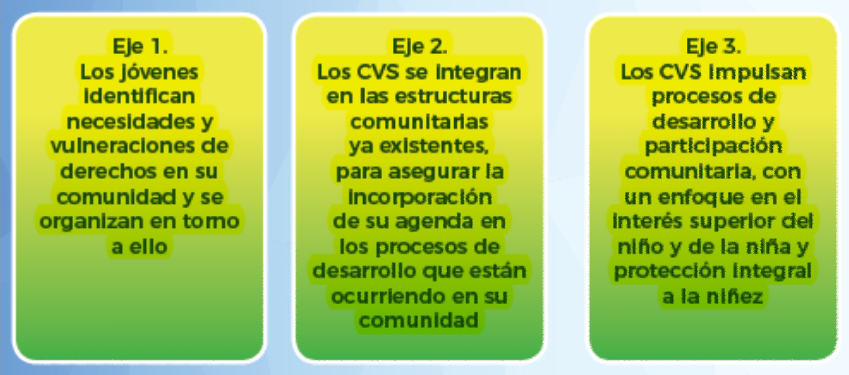 Eje 1.
Los jóvenes
identifican
necesidades y
vulneraciones de
derechos en su
comunidad y se
organizan en torno
a ello
Eje 2.
Los CVS se integran
en las estructuras
comunitarias
ya existentes,
para asegurar la
incorporación
de su agenda en
los procesos de
desarrollo que están
ocurriendo en su
comunidad
Eje 3.
Los CVS impulsan
procesos de
desarrollo y
participación
comunitaria, con
un enfoque en el
interés superior del
niño y de la niña y
protección integral
a la niñez